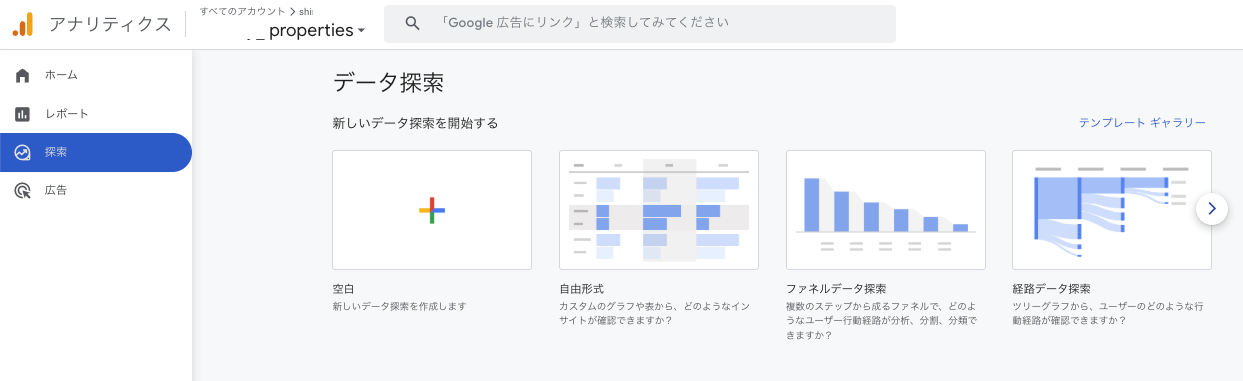 アナリティクス
すべてのアカウント > shi
properties
「Google 広告にリンク」と検索してみてください
ホーム
レポート
探索
広告
データ探索
新しいデータ探索を開始する
テンプレート ギャラリー
空白
新しいデータ探索を作成します
自由形式
カスタムのグラフや表から、どのようなイン
サイトが確認できますか？
ファネルデータ探索
複数のステップから成るファネルで、どのよ
うなユーザー行動経路が分析、分割、分類で
きますか？
経路データ探索
ツリーグラフから、ユーザーのどのような行
動経路が確認できますか？